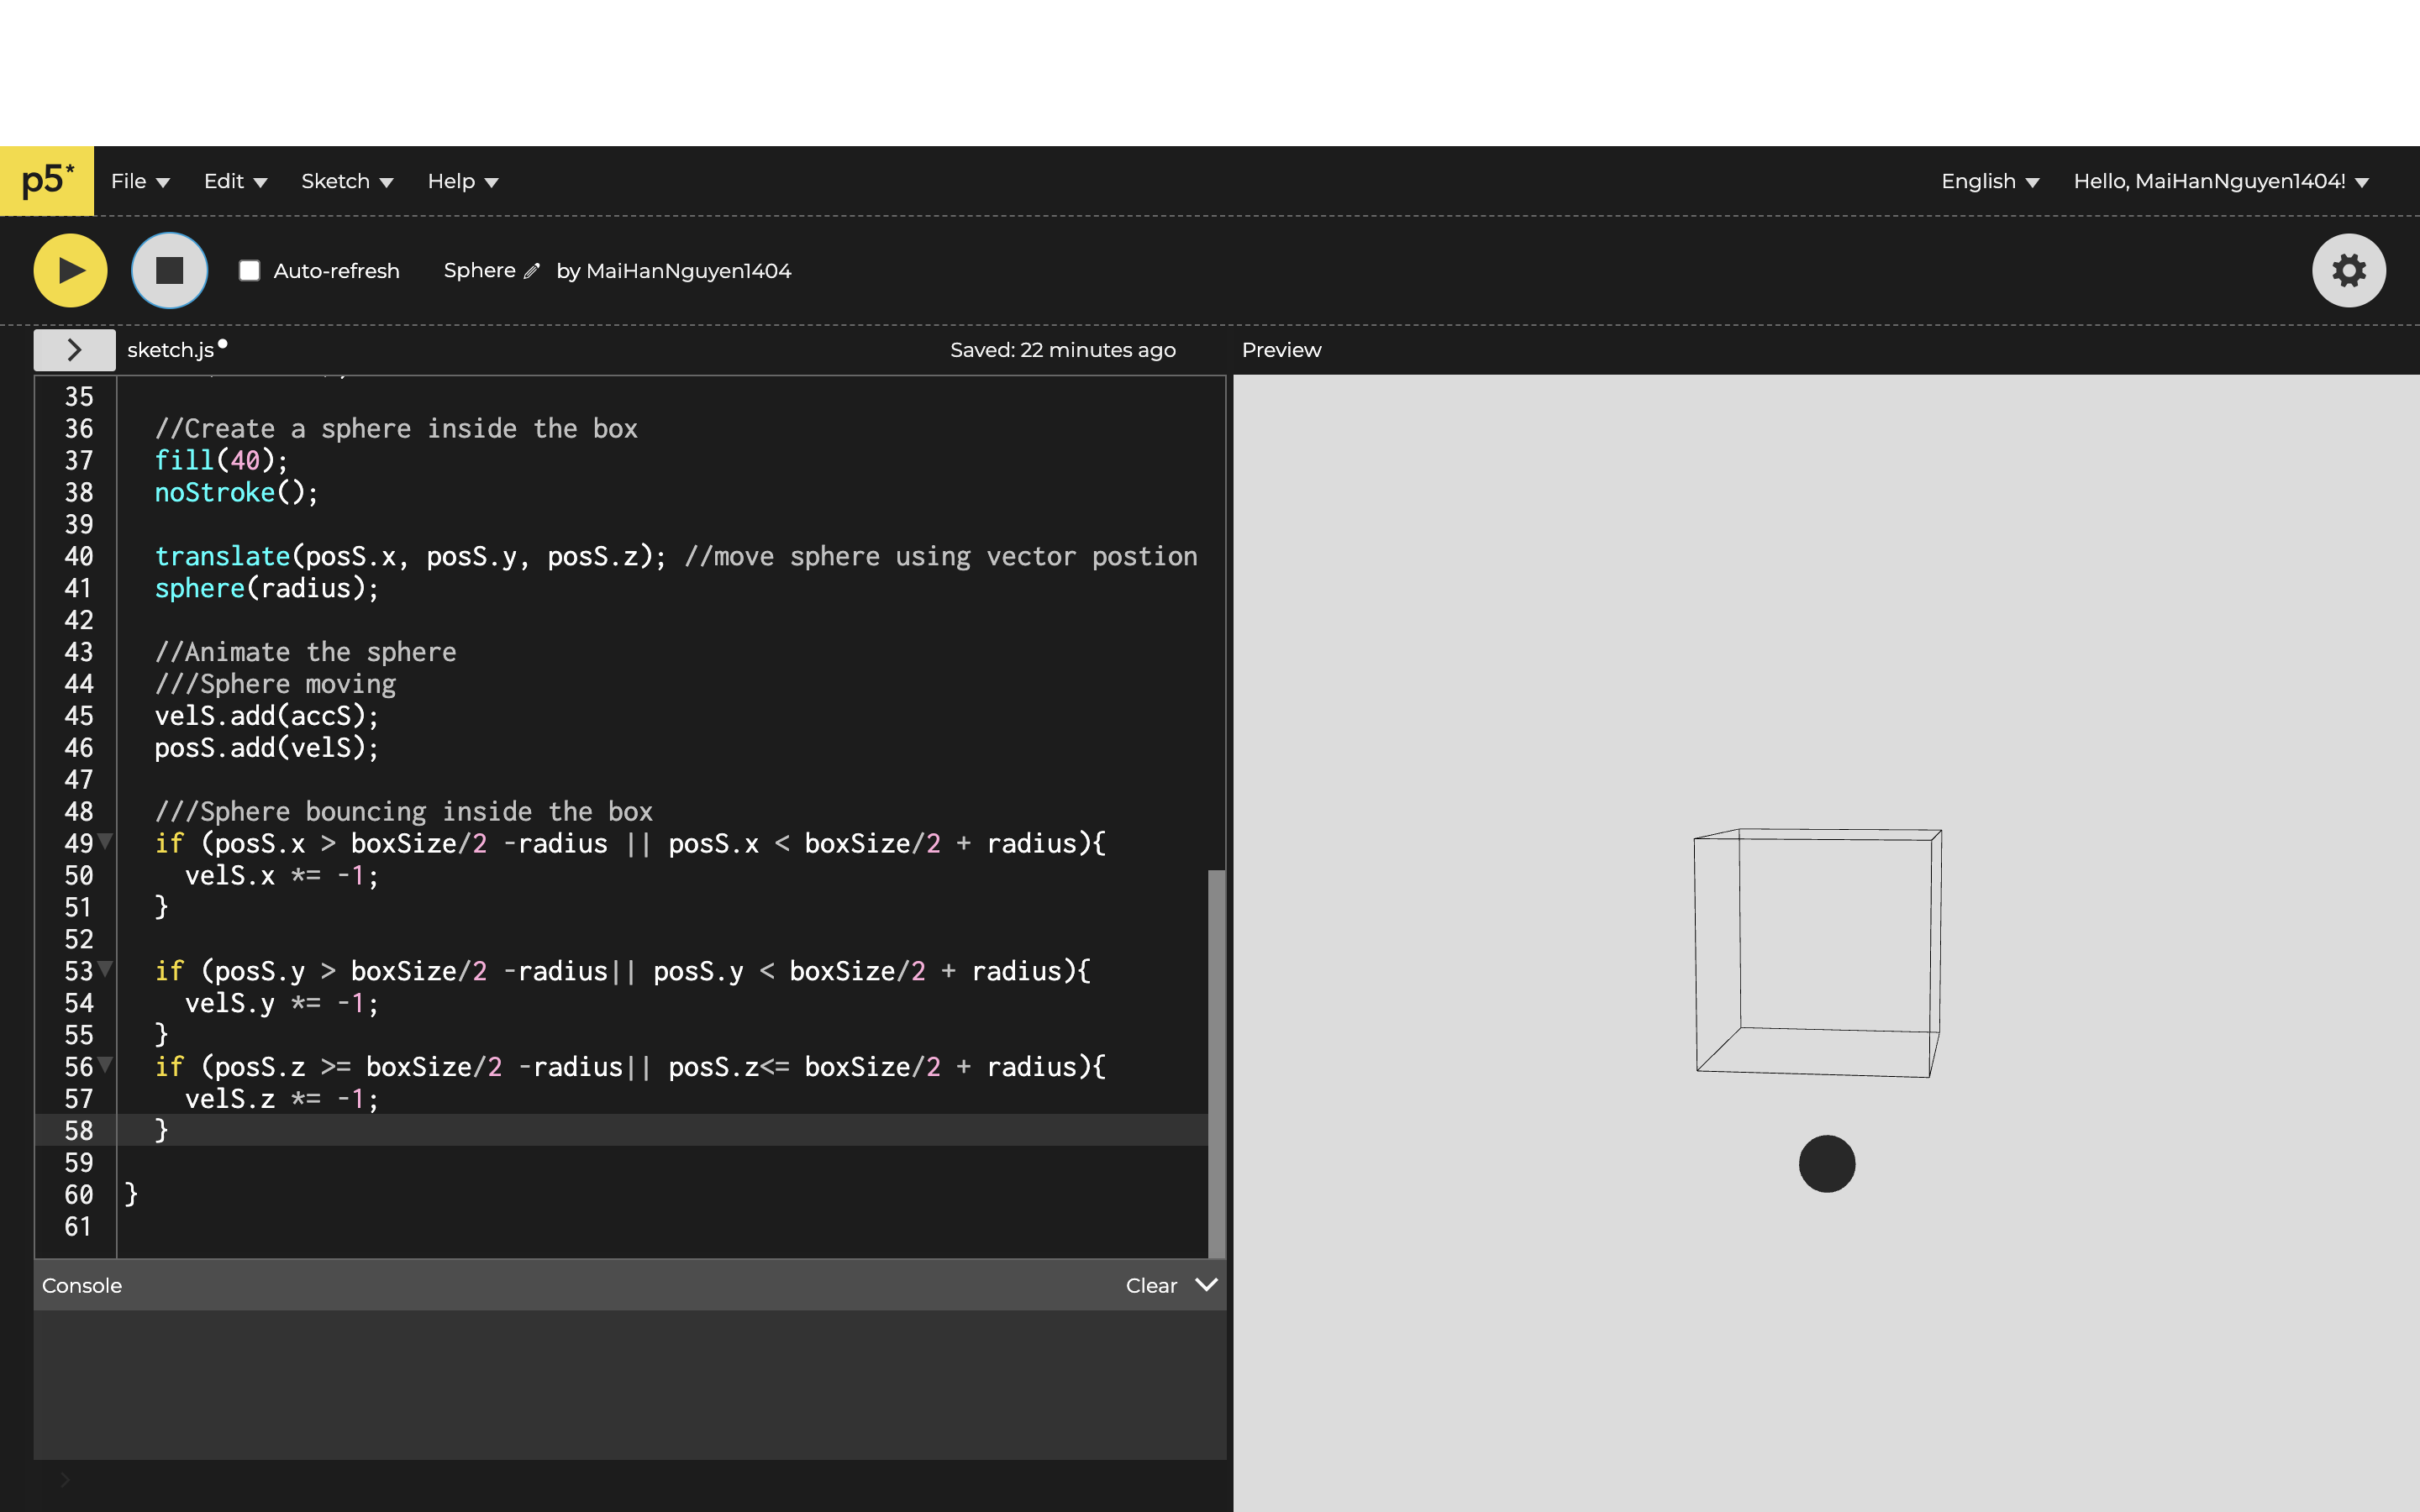 p5* File Edit Sketch Help English Hello, MaiHanNguyen1404!
Auto-refresh Sphere by MaiHanNguyen1404
> sketch.js Saved: 22 minutes ago Preview
35
36 //Create a sphere inside the box
37 fill(40);
38 noStroke();
39
40 translate(posS.x, posS.y, posS.z); //move sphere using vector postion
41 sphere(radius);
42
43 //Animate the sphere
44 ///Sphere moving
45 velS.add(accS);
46 posS.add(velS);
47
48 ///Sphere bouncing inside the box
49 if (posS.x > boxSize/2 -radius || posS.x < boxSize/2 + radius){
50 velS.x *= -1;
51 }
52
53 if (posS.y > boxSize/2 -radius|| posS.y < boxSize/2 + radius){
54 velS.y *= -1;
55 }
56 if (posS.z >= boxSize/2 -radius|| posS.z<= boxSize/2 + radius){
57 velS.z *= -1;
58 }
59
60 }
61
Console Clear
>